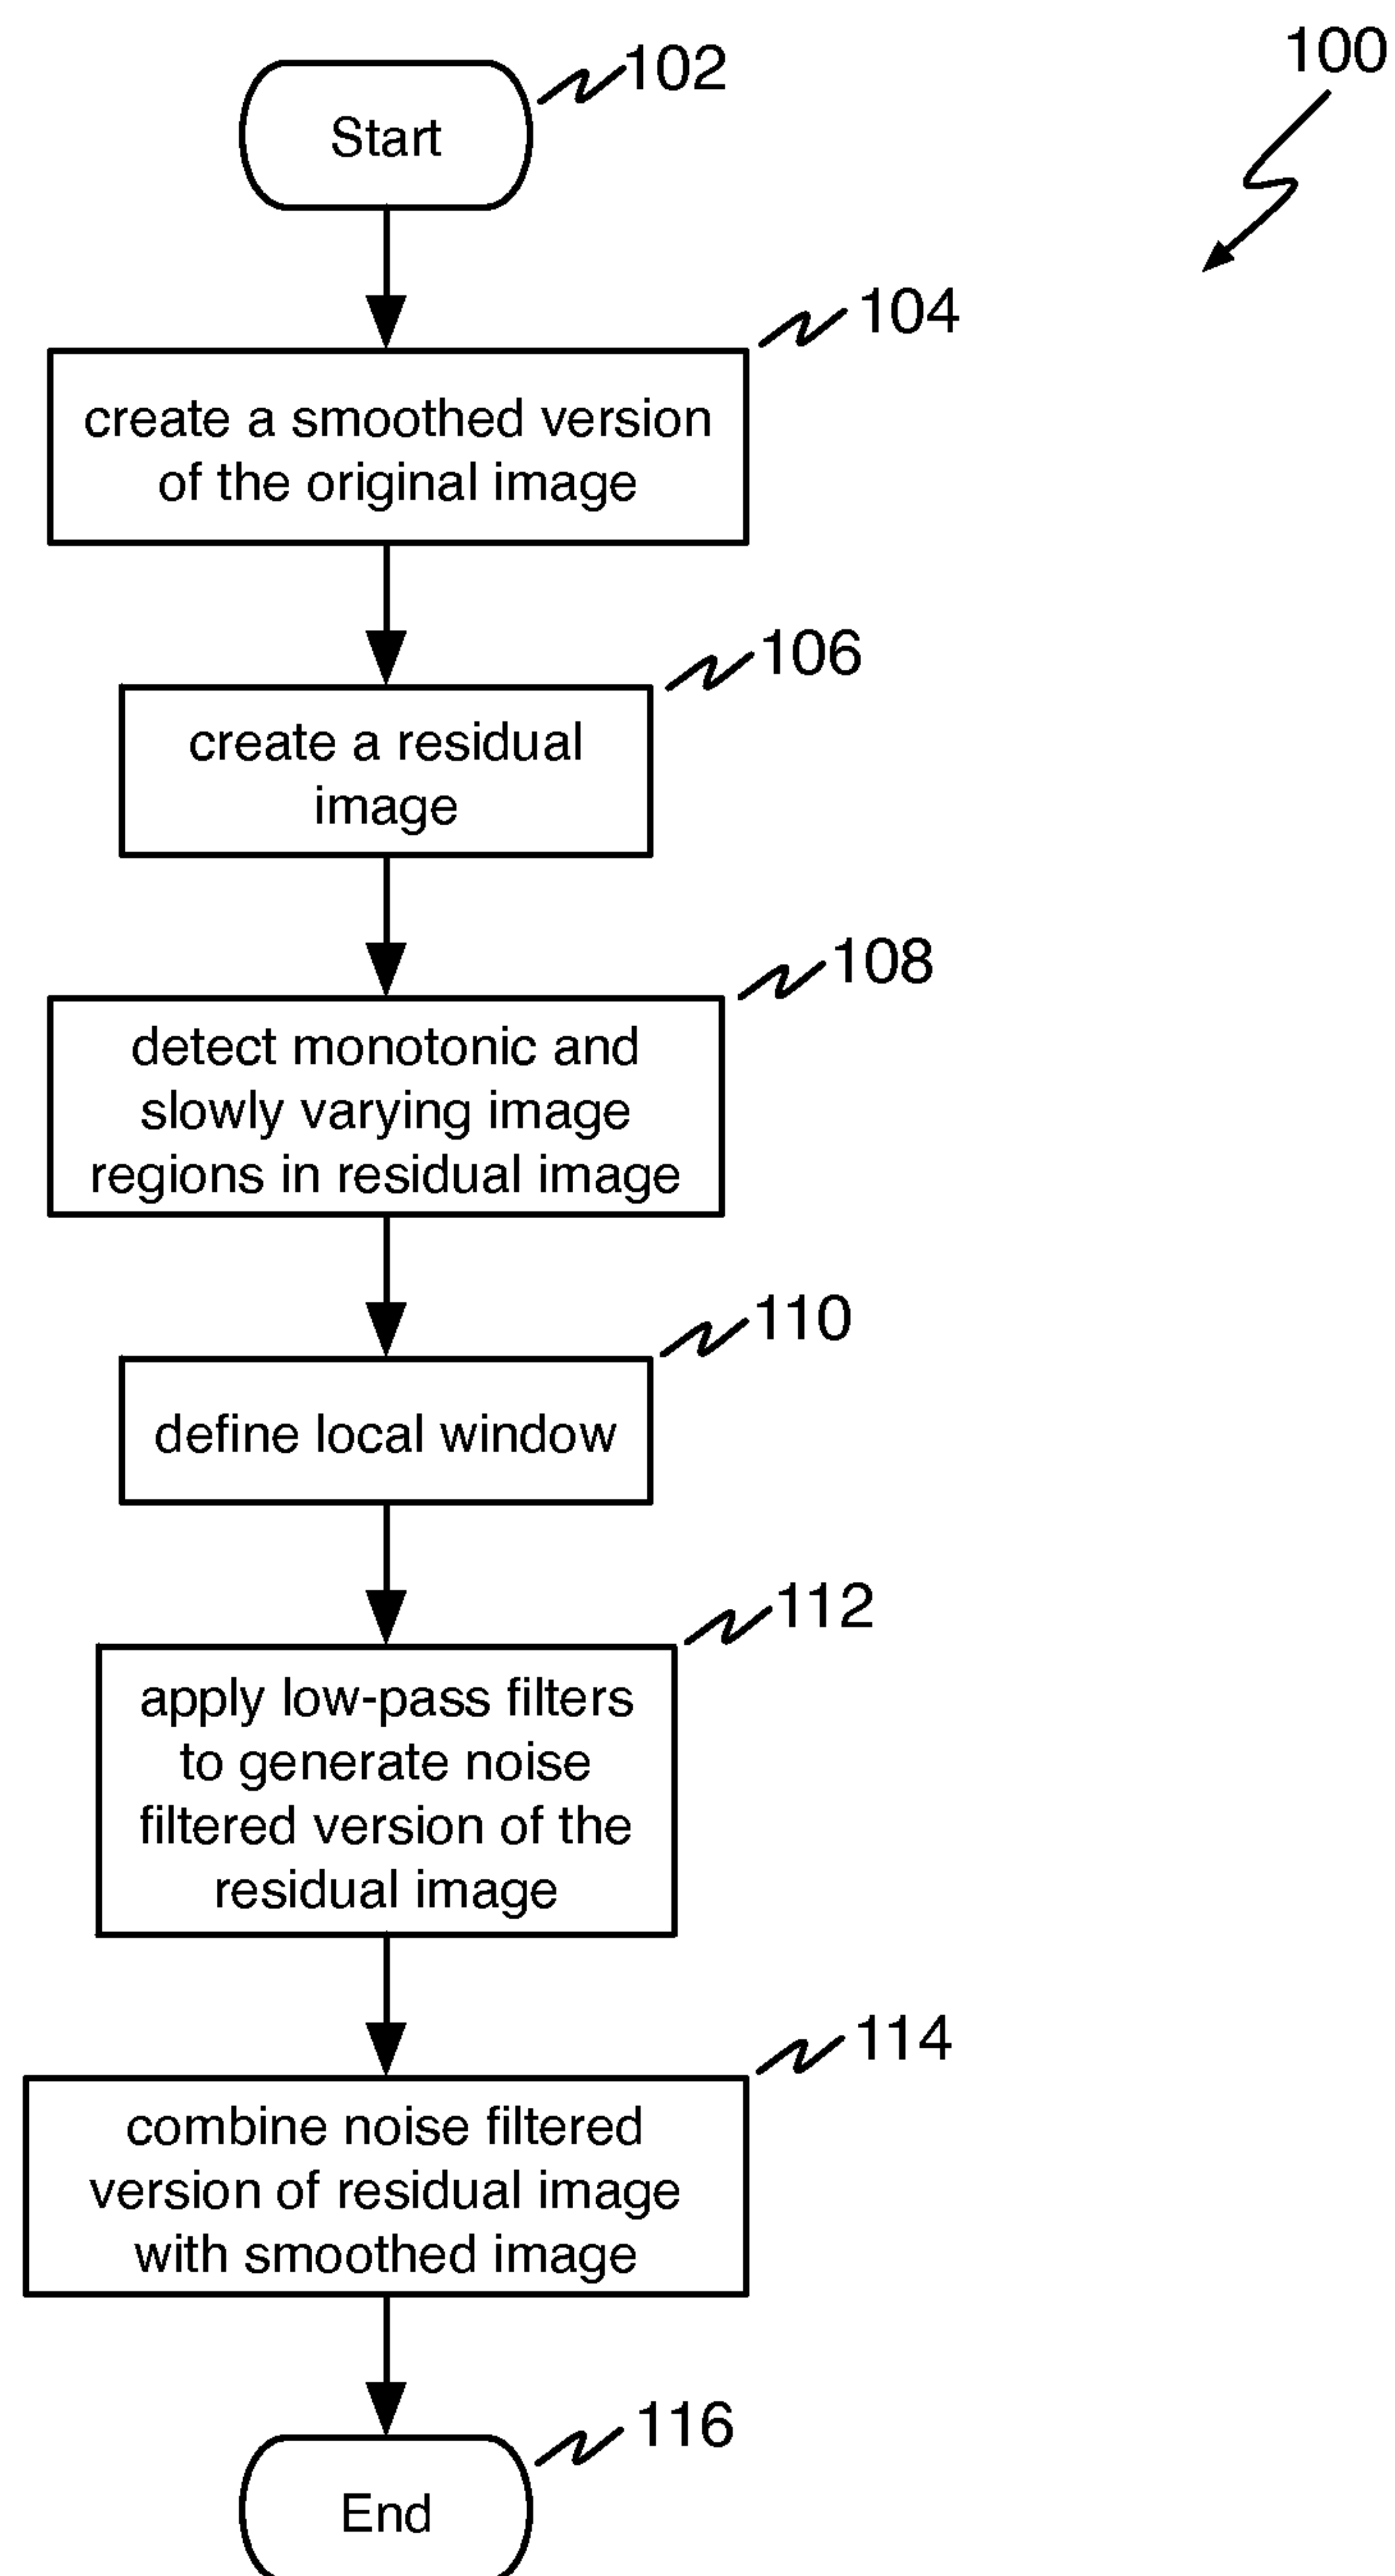 100
102
Start
104
create a smoothed version
of the original image
106
create a residual
image
108
detect monotonic and
slowly varying image
regions in residual image
110
define local window
112
apply low-pass filters
to generate noise
filtered version of the
residual image
114
combine noise filtered
version of residual image
with smoothed image
116
End